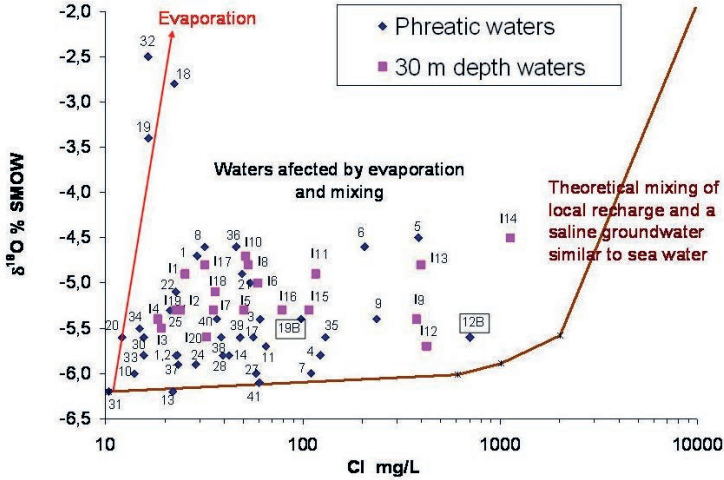 -2,0
-2,5
-3,0
-3,5
-4,0
-4,5
-5,0
-5,5
-6,0
-6,5
δ¹⁸O % SMOW
Evaporation
Phreatic waters
30 m depth waters
32
18
19
Waters afected by evaporation
and mixing
Theoretical mixing of
local recharge and a
saline groundwater
similar to sea water
8
36
I10
6
5
I14
1
I17
I8
I11
I13
I1
21
I6
22
I18
34
I4
I19
I2
I7
I5
3
I16
I15
9
I9
12B
20
25
40
19B
35
I12
30
I3
I20
39
17
33
1,2
24
38
14
11
4
10
37
28
27
7
31
13
41
10
100
1000
10000
Cl mg/L